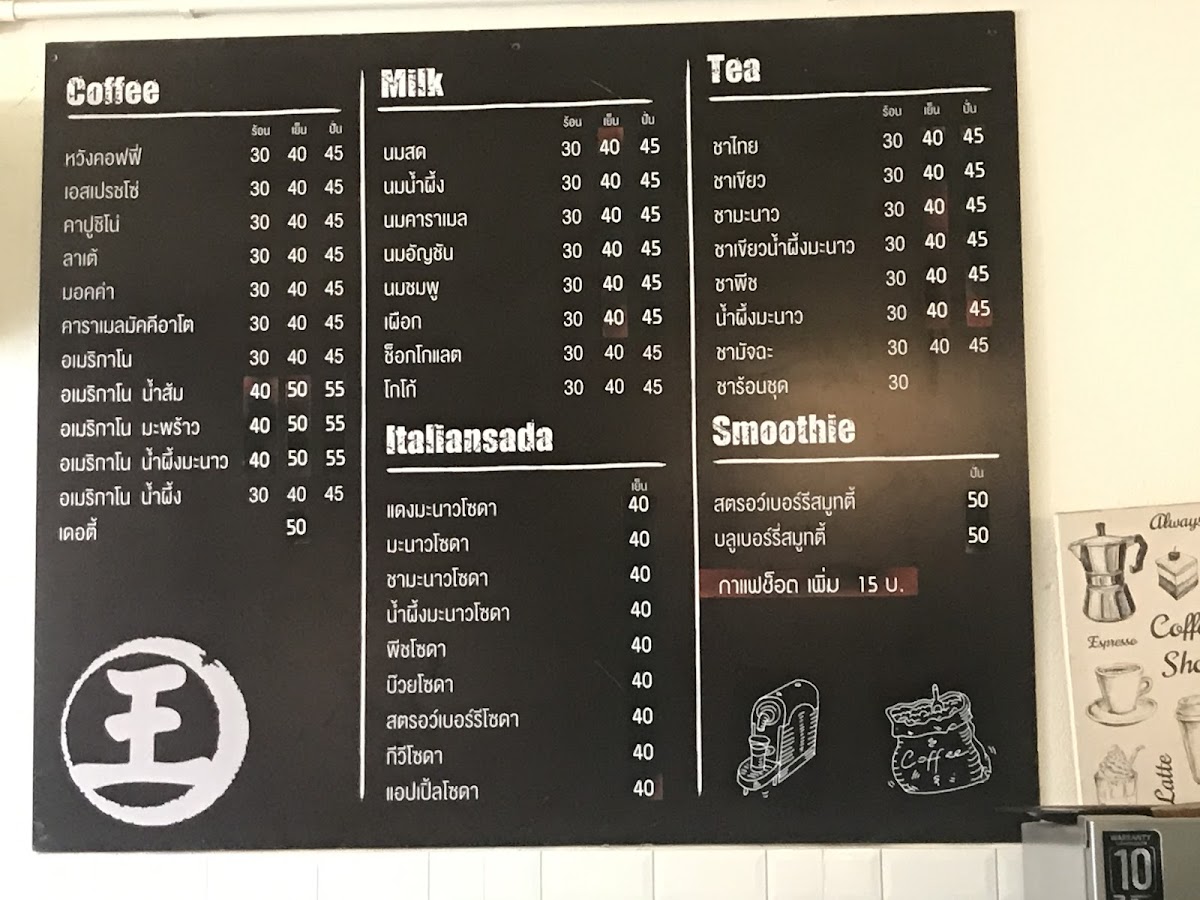 Coffee
ร้อน เย็น ปั่น
หวังคอฟฟี่ 30 40 45
เอสเปรชโซ่ 30 40 45
คาปูชิโน่ 30 40 45
ลาเต้ 30 40 45
มอคค่า 30 40 45
คาราเมลมัคคีอาโต 30 40 45
อเมริกาโน 30 40 45
อเมริกาโน น้ำส้ม 40 50 55
อเมริกาโน มะพร้าว 40 50 55
อเมริกาโน น้ำผึ้งมะนาว 40 50 55
อเมริกาโน น้ำผึ้ง 30 40 45
เดอตี้ 50
王
Milk
ร้อน เย็น ปั่น
นมสด 30 40 45
นมน้ำผึ้ง 30 40 45
นมคาราเมล 30 40 45
นมอัญชัน 30 40 45
นมชมพู 30 40 45
เผือก 30 40 45
ช็อกโกแลต 30 40 45
โกโก้ 30 40 45
Italiansada
เย็น
แดงมะนาวโซดา 40
มะนาวโซดา 40
ชามะนาวโซดา 40
น้ำผึ้งมะนาวโซดา 40
พีชโซดา 40
บ๊วยโซดา 40
สตรอว์เบอร์รีโซดา 40
กีวีโซดา 40
แอปเปิ้ลโซดา 40
Tea
ร้อน เย็น ปั่น
ชาไทย 30 40 45
ชาเขียว 30 40 45
ชามะนาว 30 40 45
ชาเขียวน้ำผึ้งมะนาว 30 40 45
ชาพีช 30 40 45
น้ำผึ้งมะนาว 30 40 45
ชามัจฉะ 30 40 45
ชาร้อนชุด 30
Smoothie
ปั่น
สตรอว์เบอร์รีสมูทตี้ 50
บลูเบอร์รี่สมูทตี้ 50
กาแฟช็อต เพิ่ม 15 บ.
Coffee
Always
Espresso
Coffe
Sho
Latte
WARRANTY
10